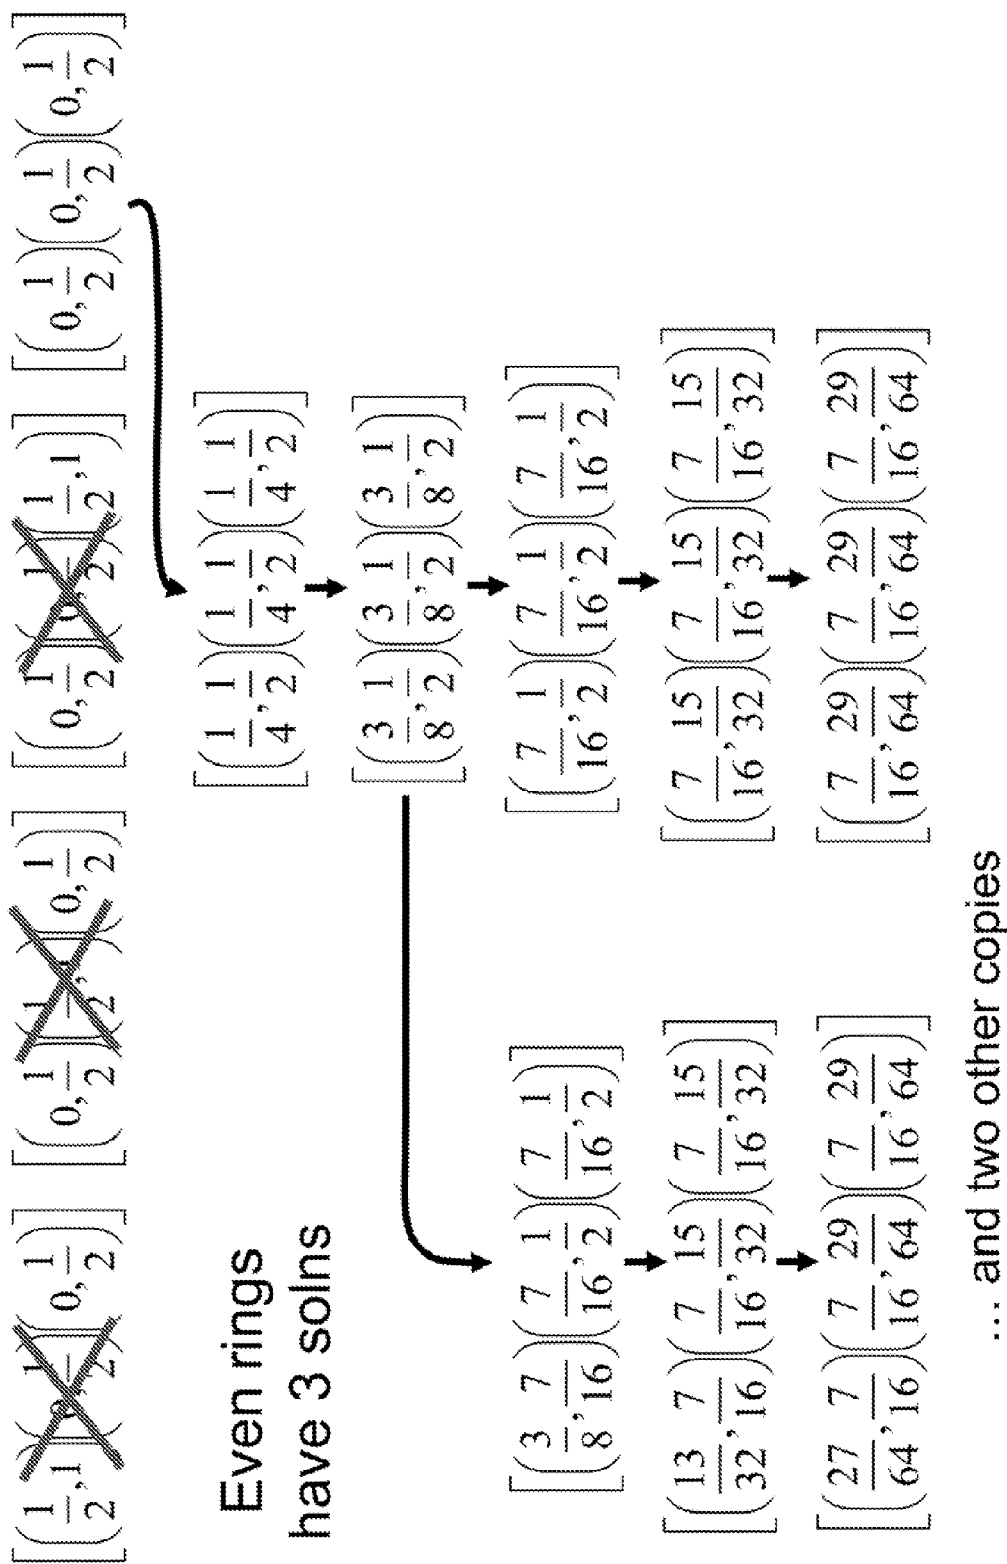 [(1/2, 1)(0, 1/2)(0, 1/2)] [(0, 1/2)(1/2, 1)(0, 1/2)] [(0, 1/2)(0, 1/2)(1/2, 1)] [(0, 1/2)(0, 1/2)(0, 1/2)]
Even rings
have 3 solns
[(1/4, 1/2)(1/4, 1/2)(1/4, 1/2)]
[(3/8, 1/2)(3/8, 1/2)(3/8, 1/2)]
[(3/8, 7/16)(7/16, 1/2)(7/16, 1/2)] [(7/16, 1/2)(7/16, 1/2)(7/16, 1/2)]
[(13/32, 7/16)(7/16, 15/32)(7/16, 15/32)] [(7/16, 15/32)(7/16, 15/32)(7/16, 15/32)]
[(27/64, 7/16)(7/16, 29/64)(7/16, 29/64)] [(7/16, 29/64)(7/16, 29/64)(7/16, 29/64)]
… and two other copies